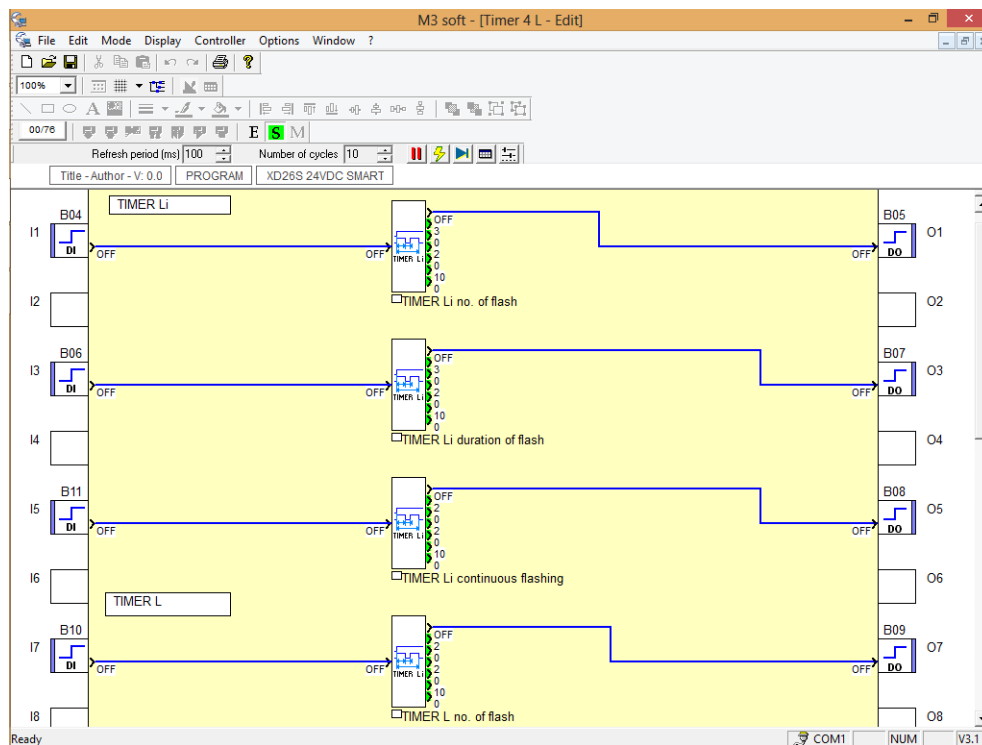 M3 soft - [Timer 4 L - Edit]
File Edit Mode Display Controller Options Window ?
100%
A
00/76 E S M
Refresh period (ms) 100 Number of cycles 10
Title - Author - V: 0.0 PROGRAM XD26S 24VDC SMART
TIMER Li
B04 B05
I1 DI OFF OFF TIMER Li OFF 3 0 2 0 10 0 OFF DO O1
I2 TIMER Li no. of flash O2
B06 B07
I3 DI OFF OFF TIMER Li OFF 3 0 2 0 10 0 OFF DO O3
I4 TIMER Li duration of flash O4
B11 B08
I5 DI OFF OFF TIMER Li OFF 2 0 2 0 10 0 OFF DO O5
I6 TIMER Li continuous flashing O6
TIMER L
B10 B09
I7 DI OFF OFF TIMER Li OFF 2 0 2 0 10 0 OFF DO O7
I8 TIMER L no. of flash O8
Ready COM1 NUM V3.1